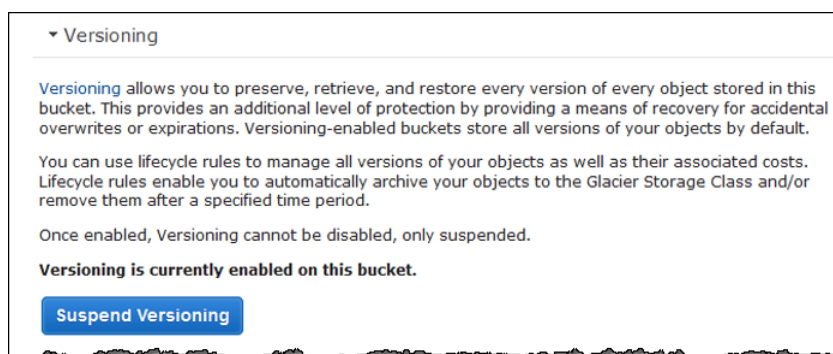 Versioning
Versioning allows you to preserve, retrieve, and restore every version of every object stored in this
bucket. This provides an additional level of protection by providing a means of recovery for accidental
overwrites or expirations. Versioning-enabled buckets store all versions of your objects by default.
You can use lifecycle rules to manage all versions of your objects as well as their associated costs.
Lifecycle rules enable you to automatically archive your objects to the Glacier Storage Class and/or
remove them after a specified time period.
Once enabled, Versioning cannot be disabled, only suspended.
Versioning is currently enabled on this bucket.
Suspend Versioning